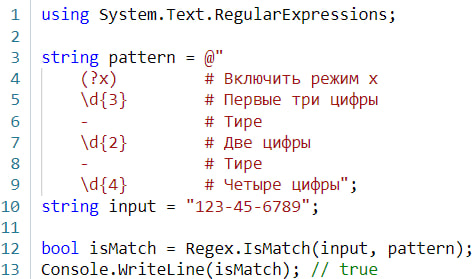 1 using System.Text.RegularExpressions;
2
3 string pattern = @"
4     (?x)          # Включить режим x
5     \d{3}         # Первые три цифры
6     -             # Тире
7     \d{2}         # Две цифры
8     -             # Тире
9     \d{4}         # Четыре цифры";
10 string input = "123-45-6789";
11
12 bool isMatch = Regex.IsMatch(input, pattern);
13 Console.WriteLine(isMatch); // true